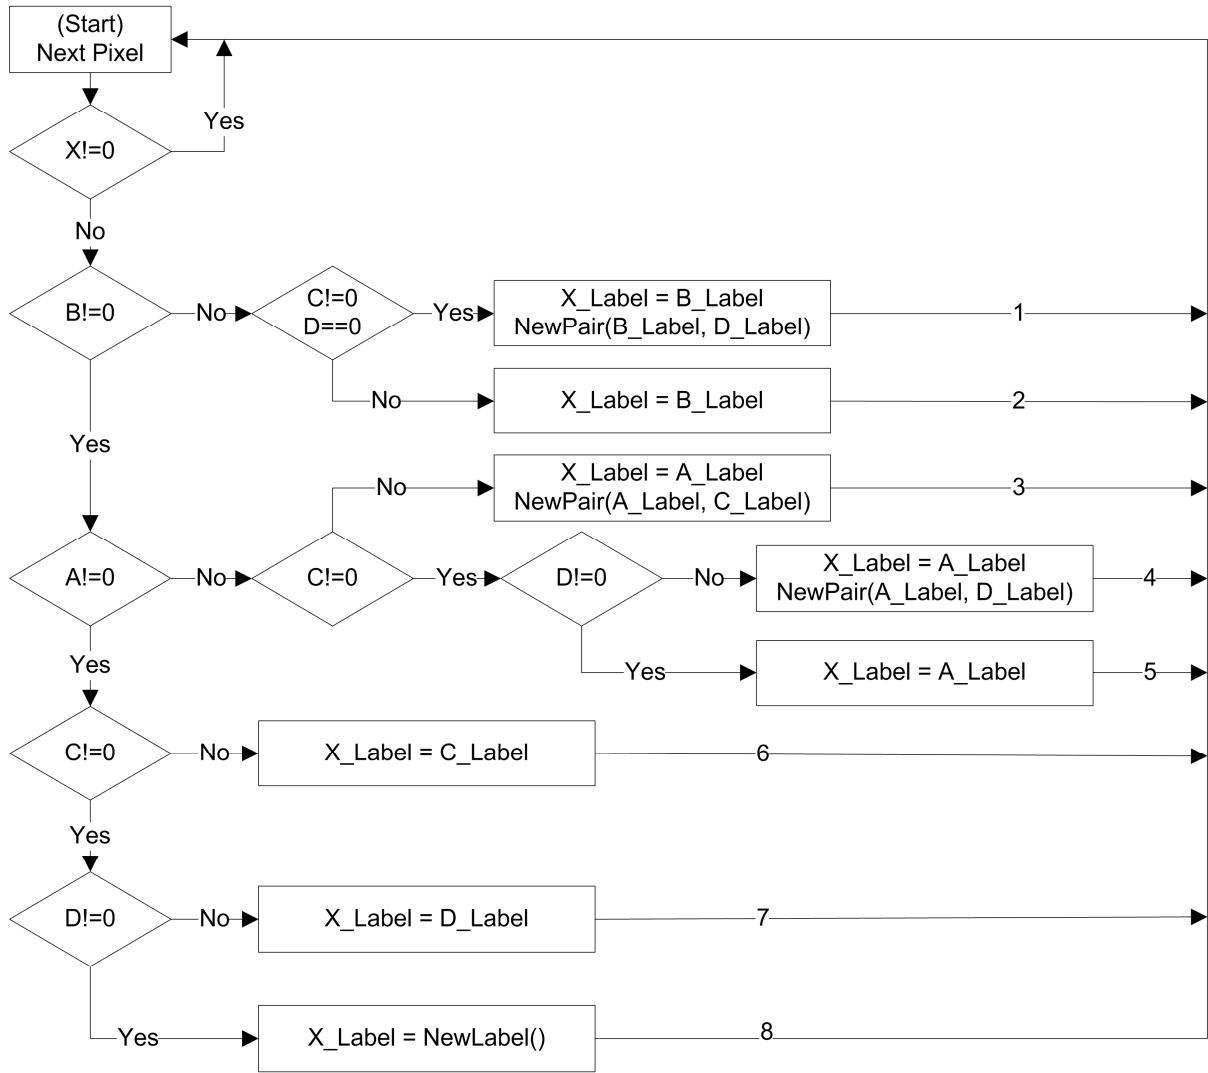 (Start)
Next Pixel
X!=0
Yes
No
B!=0
No
C!=0
D==0
Yes
X_Label = B_Label
NewPair(B_Label, D_Label)
1
No
X_Label = B_Label
2
Yes
No
X_Label = A_Label
NewPair(A_Label, C_Label)
3
A!=0
No
C!=0
Yes
D!=0
No
X_Label = A_Label
NewPair(A_Label, D_Label)
4
Yes
X_Label = A_Label
5
Yes
C!=0
No
X_Label = C_Label
6
Yes
D!=0
No
X_Label = D_Label
7
Yes
X_Label = NewLabel()
8